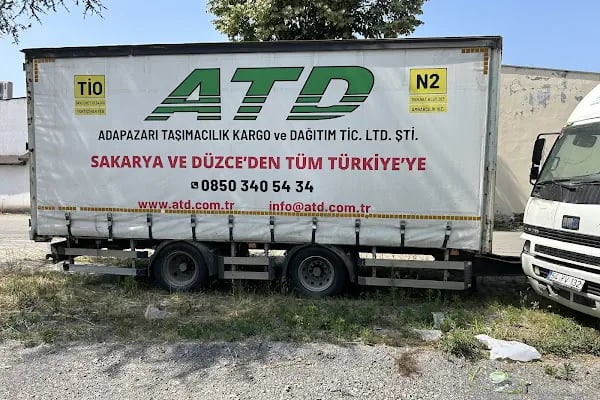 TİO
ATD
N2
ADAPAZARI TAŞIMACILIK KARGO ve DAĞITIM TİC. LTD. ŞTİ.
SAKARYA VE DÜZCE'DEN TÜM TÜRKİYE'YE
0850 340 54 34
www.atd.com.tr info@atd.com.tr